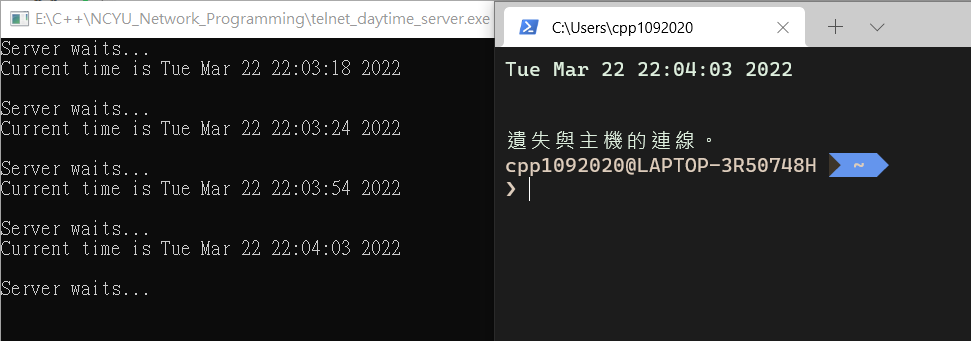 E:\C++\NCYU_Network_Programming\telnet_daytime_server.exe
Server waits...
Current time is Tue Mar 22 22:03:18 2022
Server waits...
Current time is Tue Mar 22 22:03:24 2022
Server waits...
Current time is Tue Mar 22 22:03:54 2022
Server waits...
Current time is Tue Mar 22 22:04:03 2022
Server waits...
C:\Users\cpp1092020
Tue Mar 22 22:04:03 2022
遺失與主機的連線。
cpp1092020@LAPTOP-3R50748H ~
❯